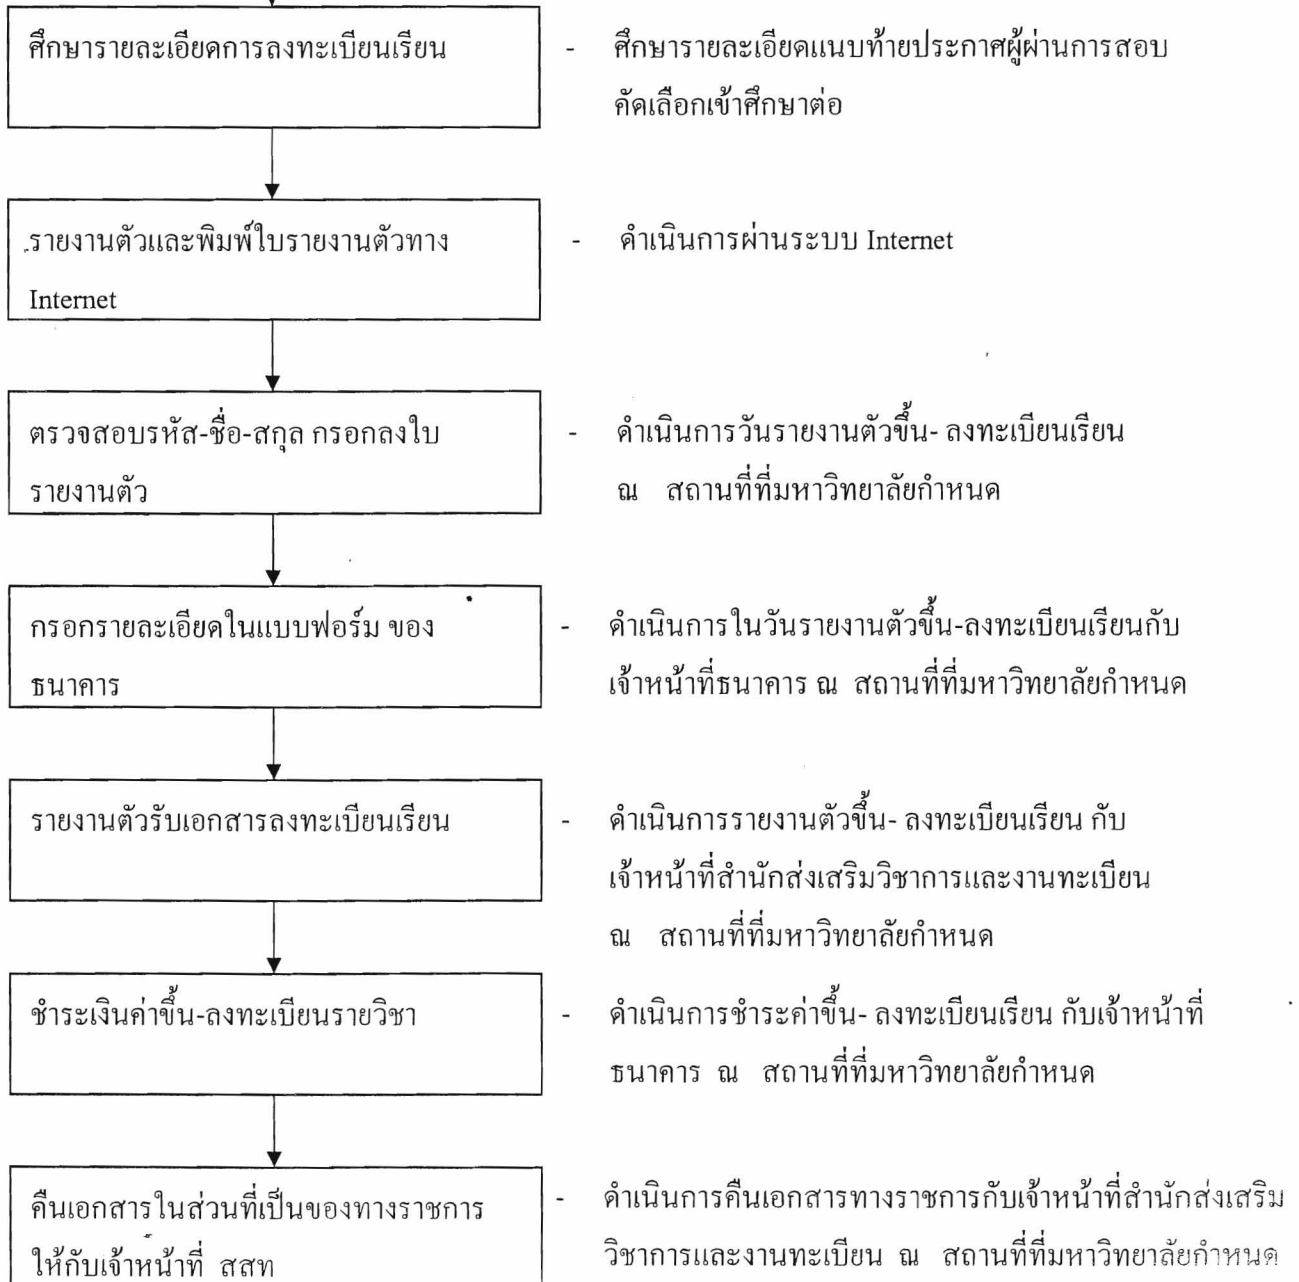 ศึกษารายละเอียดการลงทะเบียนเรียน
- ศึกษารายละเอียดแนบท้ายประกาศผู้ผ่านการสอบ
คัดเลือกเข้าศึกษาต่อ
รายงานตัวและพิมพ์ใบรายงานตัวทาง
Internet
- ดำเนินการผ่านระบบ Internet
ตรวจสอบรหัส-ชื่อ-สกุล กรอกลงใบ
รายงานตัว
- ดำเนินการวันรายงานตัวขึ้น- ลงทะเบียนเรียน
ณ สถานที่ที่มหาวิทยาลัยกำหนด
กรอกรายละเอียดในแบบฟอร์ม ของ
ธนาคาร
- ดำเนินการในวันรายงานตัวขึ้น-ลงทะเบียนเรียนกับ
เจ้าหน้าที่ธนาคาร ณ สถานที่ที่มหาวิทยาลัยกำหนด
รายงานตัวรับเอกสารลงทะเบียนเรียน
- ดำเนินการรายงานตัวขึ้น- ลงทะเบียนเรียน กับ
เจ้าหน้าที่สำนักส่งเสริมวิชาการและงานทะเบียน
ณ สถานที่ที่มหาวิทยาลัยกำหนด
ชำระเงินค่าขึ้น-ลงทะเบียนรายวิชา
- ดำเนินการชำระค่าขึ้น- ลงทะเบียนเรียน กับเจ้าหน้าที่
ธนาคาร ณ สถานที่ที่มหาวิทยาลัยกำหนด
คืนเอกสารในส่วนที่เป็นของทางราชการ
ให้กับเจ้าหน้าที่ สสท
- ดำเนินการคืนเอกสารทางราชการกับเจ้าหน้าที่สำนักส่งเสริม
วิชาการและงานทะเบียน ณ สถานที่ที่มหาวิทยาลัยกำหนด